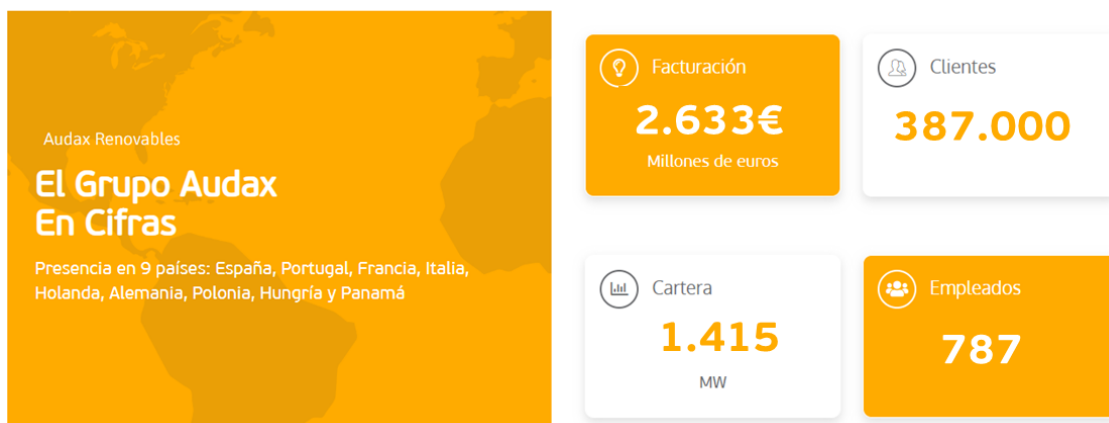 Audax Renovables
El Grupo Audax
En Cifras
Presencia en 9 países: España, Portugal, Francia, Italia,
Holanda, Alemania, Polonia, Hungría y Panamá
Facturación
2.633€
Millones de euros
Clientes
387.000
Cartera
1.415
MW
Empleados
787